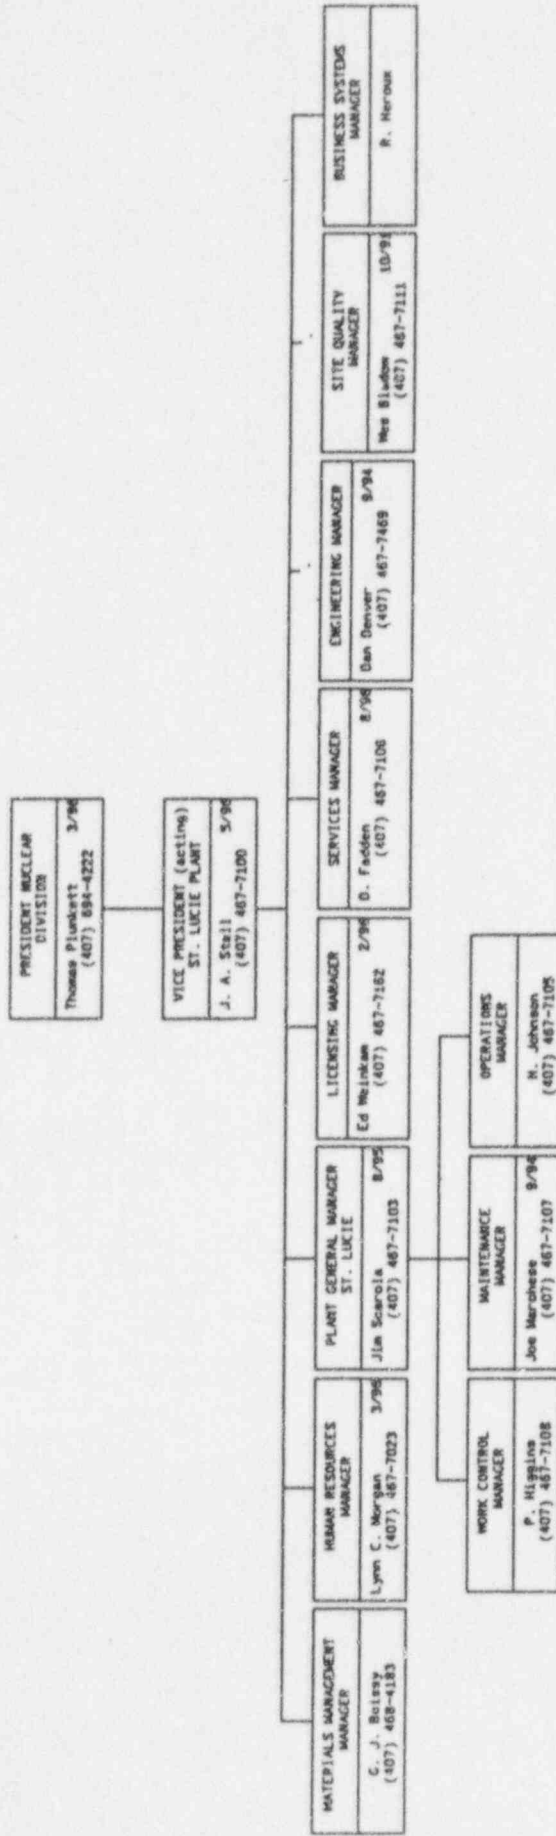 PRESIDENT NUCLEAR
DIVISION
Thomas Plunkett 3/96
(407) 694-4222
VICE PRESIDENT (acting)
ST. LUCIE PLANT
J. A. Stall 5/96
(407) 467-7100
MATERIALS MANAGEMENT
MANAGER
C. J. Boissy
(407) 468-4183
HUMAN RESOURCES
MANAGER
Lynn C. Morgan 3/95
(407) 467-7023
PLANT GENERAL MANAGER
ST. LUCIE
Jim Scarola 8/95
(407) 467-7103
LICENSING MANAGER
Ed Weinkam 2/96
(407) 467-7162
SERVICES MANAGER
D. Fadden 8/96
(407) 467-7106
ENGINEERING MANAGER
Dan Denver 9/94
(407) 467-7469
SITE QUALITY
MANAGER
Wes Bladow 10/91
(407) 467-7111
BUSINESS SYSTEMS
MANAGER
R. Heroux
WORK CONTROL
MANAGER
P. Higgins
(407) 467-7108
MAINTENANCE
MANAGER
Joe Marchese 9/94
(407) 467-7107
OPERATIONS
MANAGER
H. Johnson
(407) 467-7105